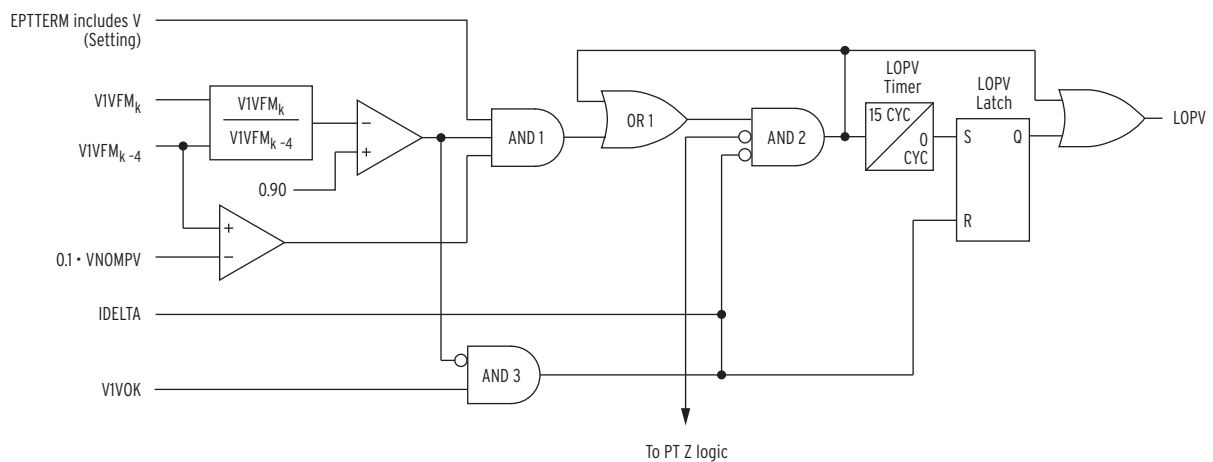 EPTTERM includes V
(Setting)
V1VFMk
V1VFMk-4
V1VFMk
V1VFMk-4
−
+
0.90
+
−
0.1 • VNOMPV
IDELTA
V1VOK
AND 1
OR 1
AND 2
AND 3
To PT Z logic
LOPV
Timer
15 CYC
0
CYC
LOPV
Latch
S
Q
R
LOPV